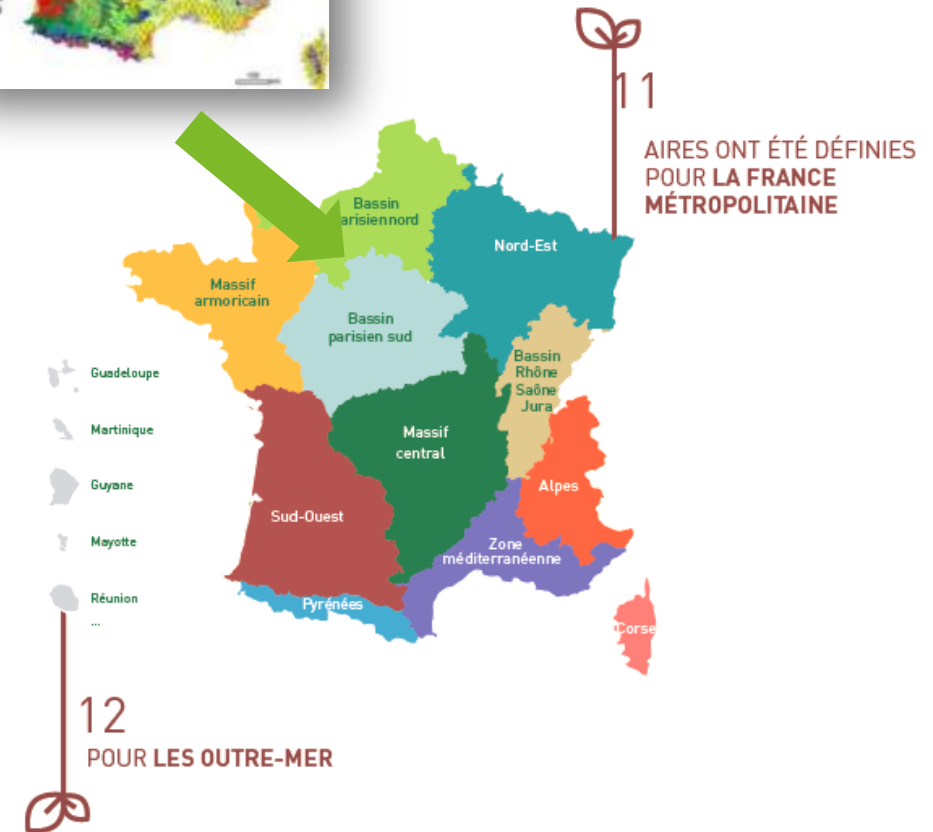 11
AIRES ONT ÉTÉ DÉFINIES
POUR LA FRANCE
MÉTROPOLITAINE
Bassin
arisien nord
Nord-Est
Massif
armoricain
Bassin
parisien sud
Bassin
Rhône
Saône
Jura
Guadeloupe
Martinique
Massif
central
Guyane
Alpes
Sud-Ouest
Mayotte
Zone
méditerranéenne
Réunion
...
Pyrénées
Corse
12
POUR LES OUTRE-MER